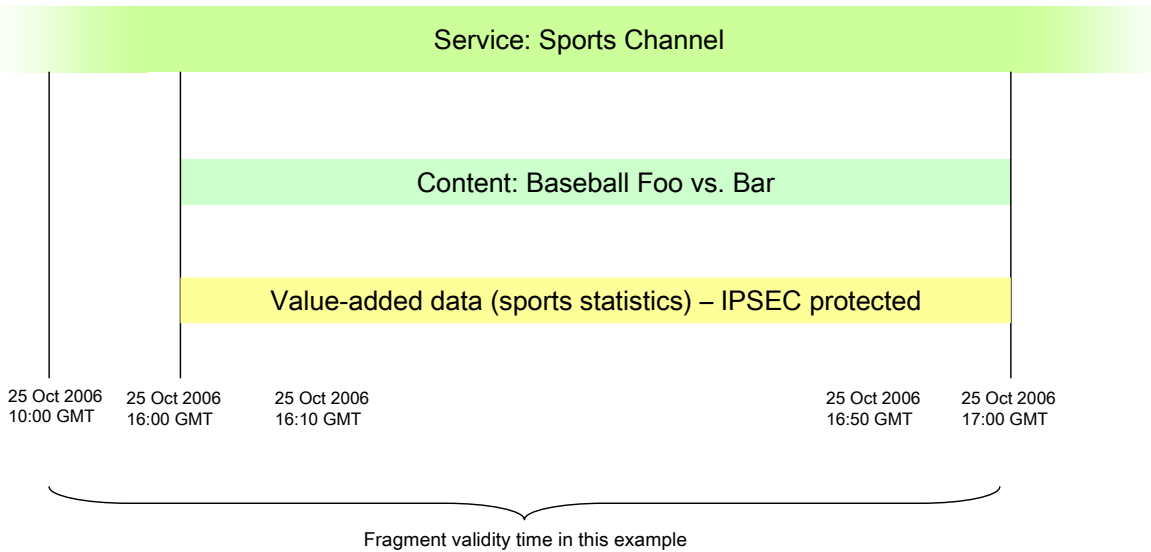 Service: Sports Channel
Content: Baseball Foo vs. Bar
Value-added data (sports statistics) – IPSEC protected
25 Oct 2006
10:00 GMT
25 Oct 2006
16:00 GMT
25 Oct 2006
16:10 GMT
25 Oct 2006
16:50 GMT
25 Oct 2006
17:00 GMT
Fragment validity time in this example